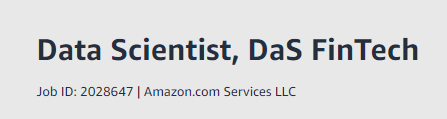 Data Scientist, DaS FinTech
Job ID: 2028647 | Amazon.com Services LLC